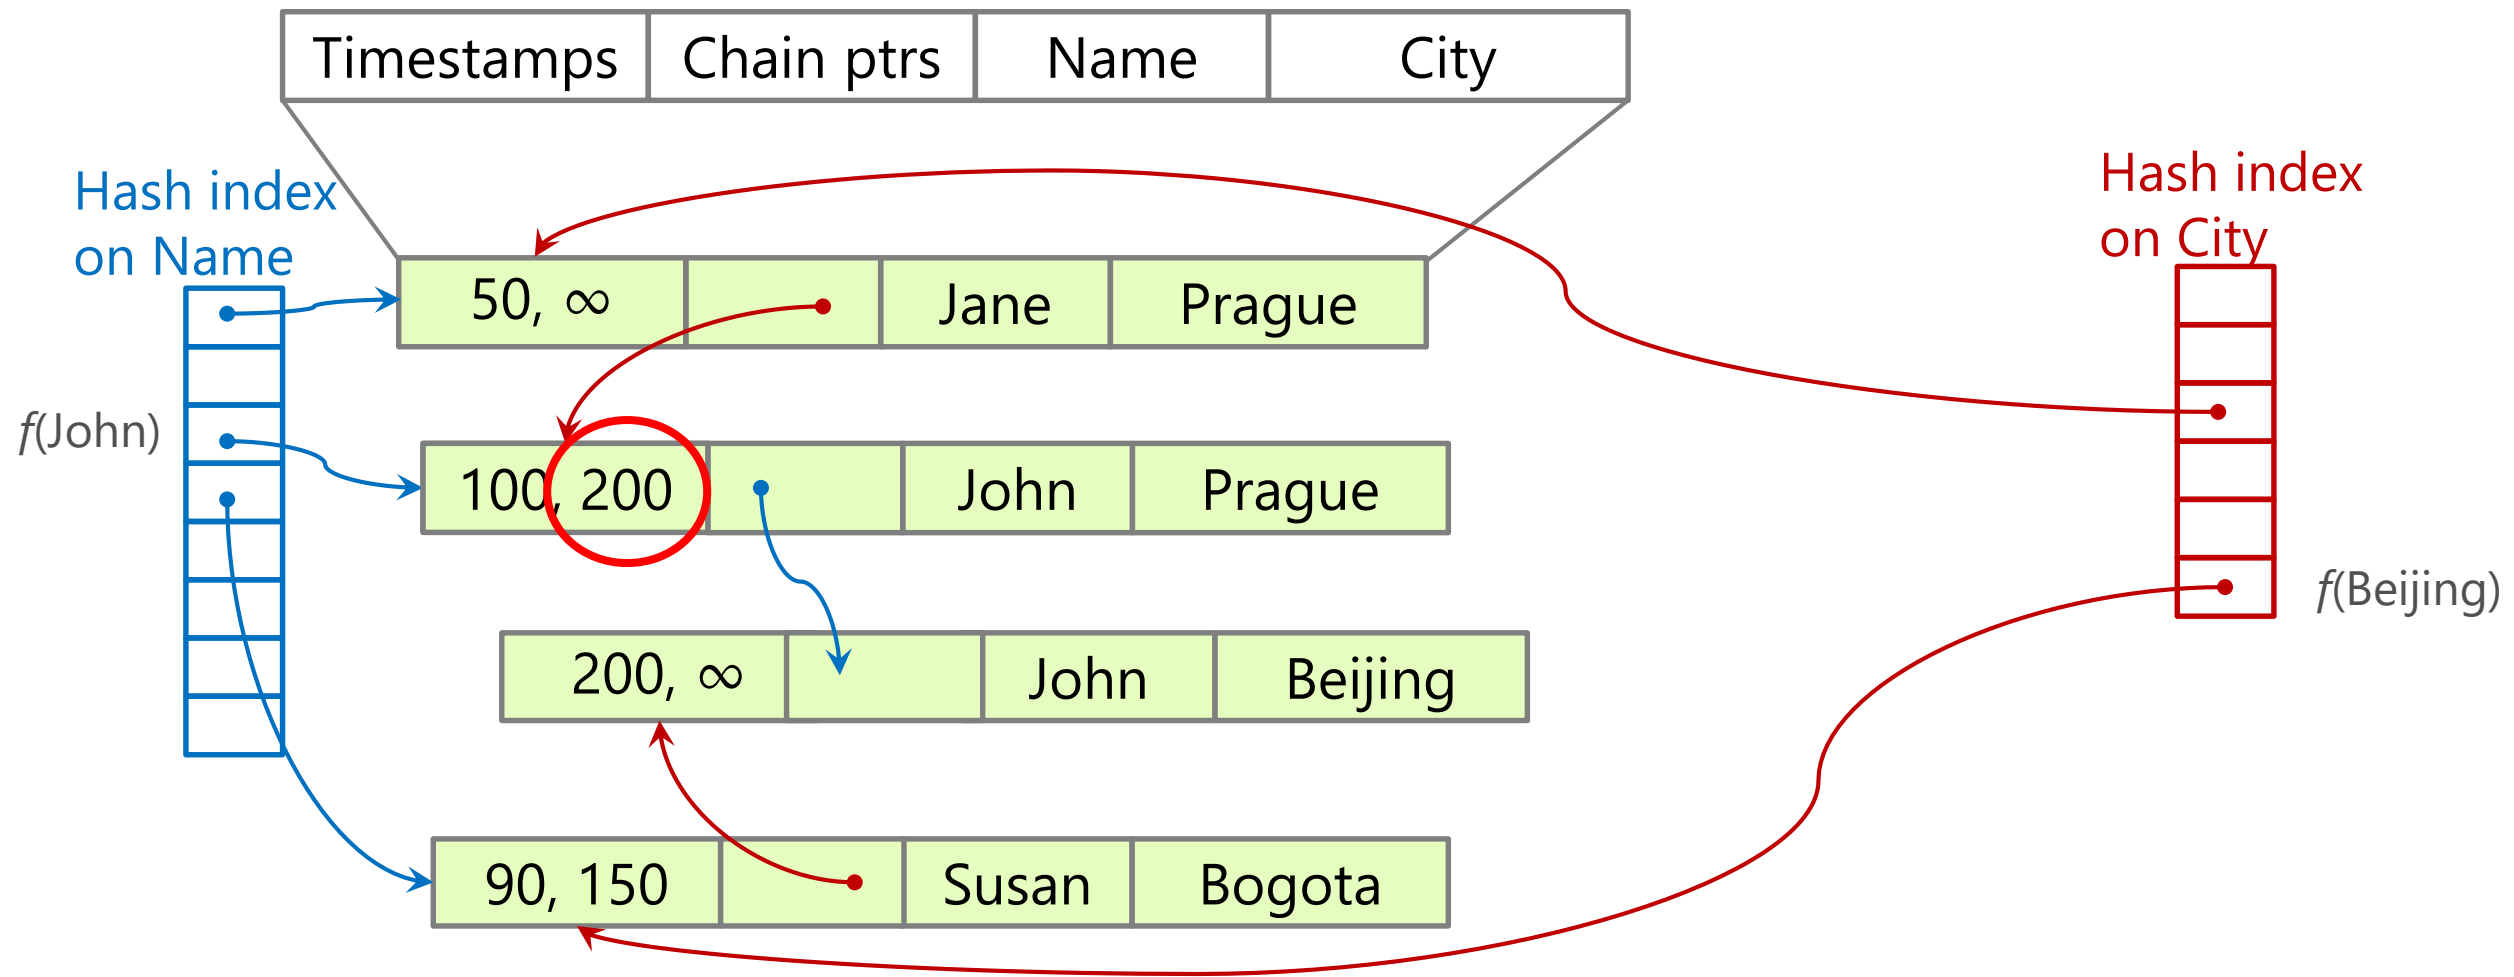 Timestamps Chain ptrs Name City
Hash index
on Name
Hash index
on City
50, ∞ Jane Prague
f(John)
100, 200 John Prague
f(Beijing)
200, ∞ John Beijing
90, 150 Susan Bogota